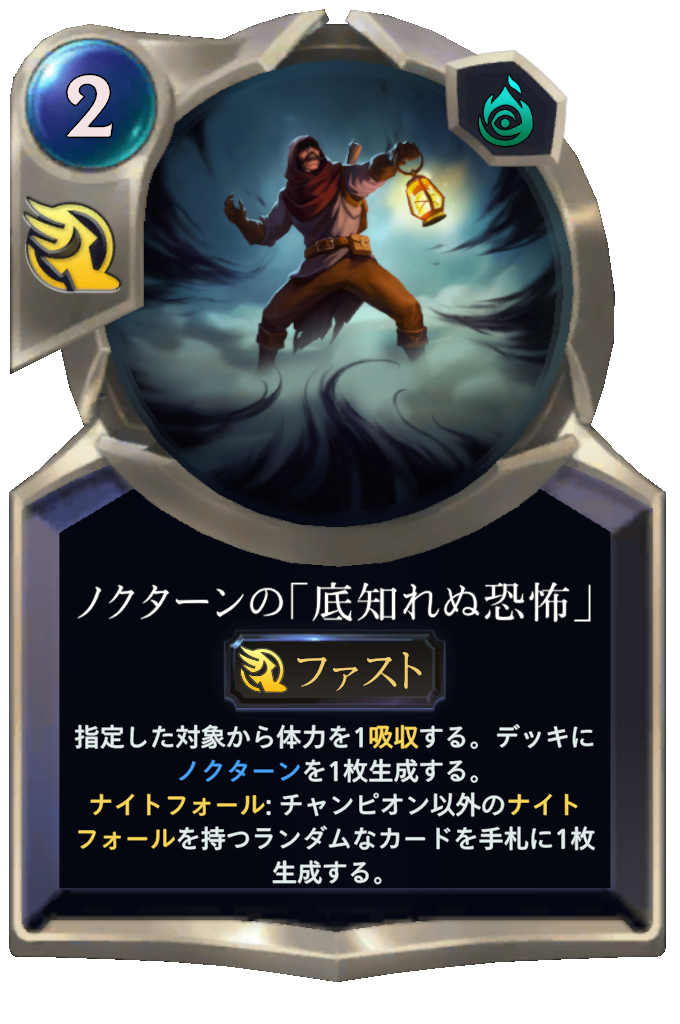 2
ノクターンの「底知れぬ恐怖」
ファスト
指定した対象から体力を1吸収する。デッキに
ノクターンを1枚生成する。
ナイトフォール: チャンピオン以外のナイト
フォールを持つランダムなカードを手札に1枚
生成する。